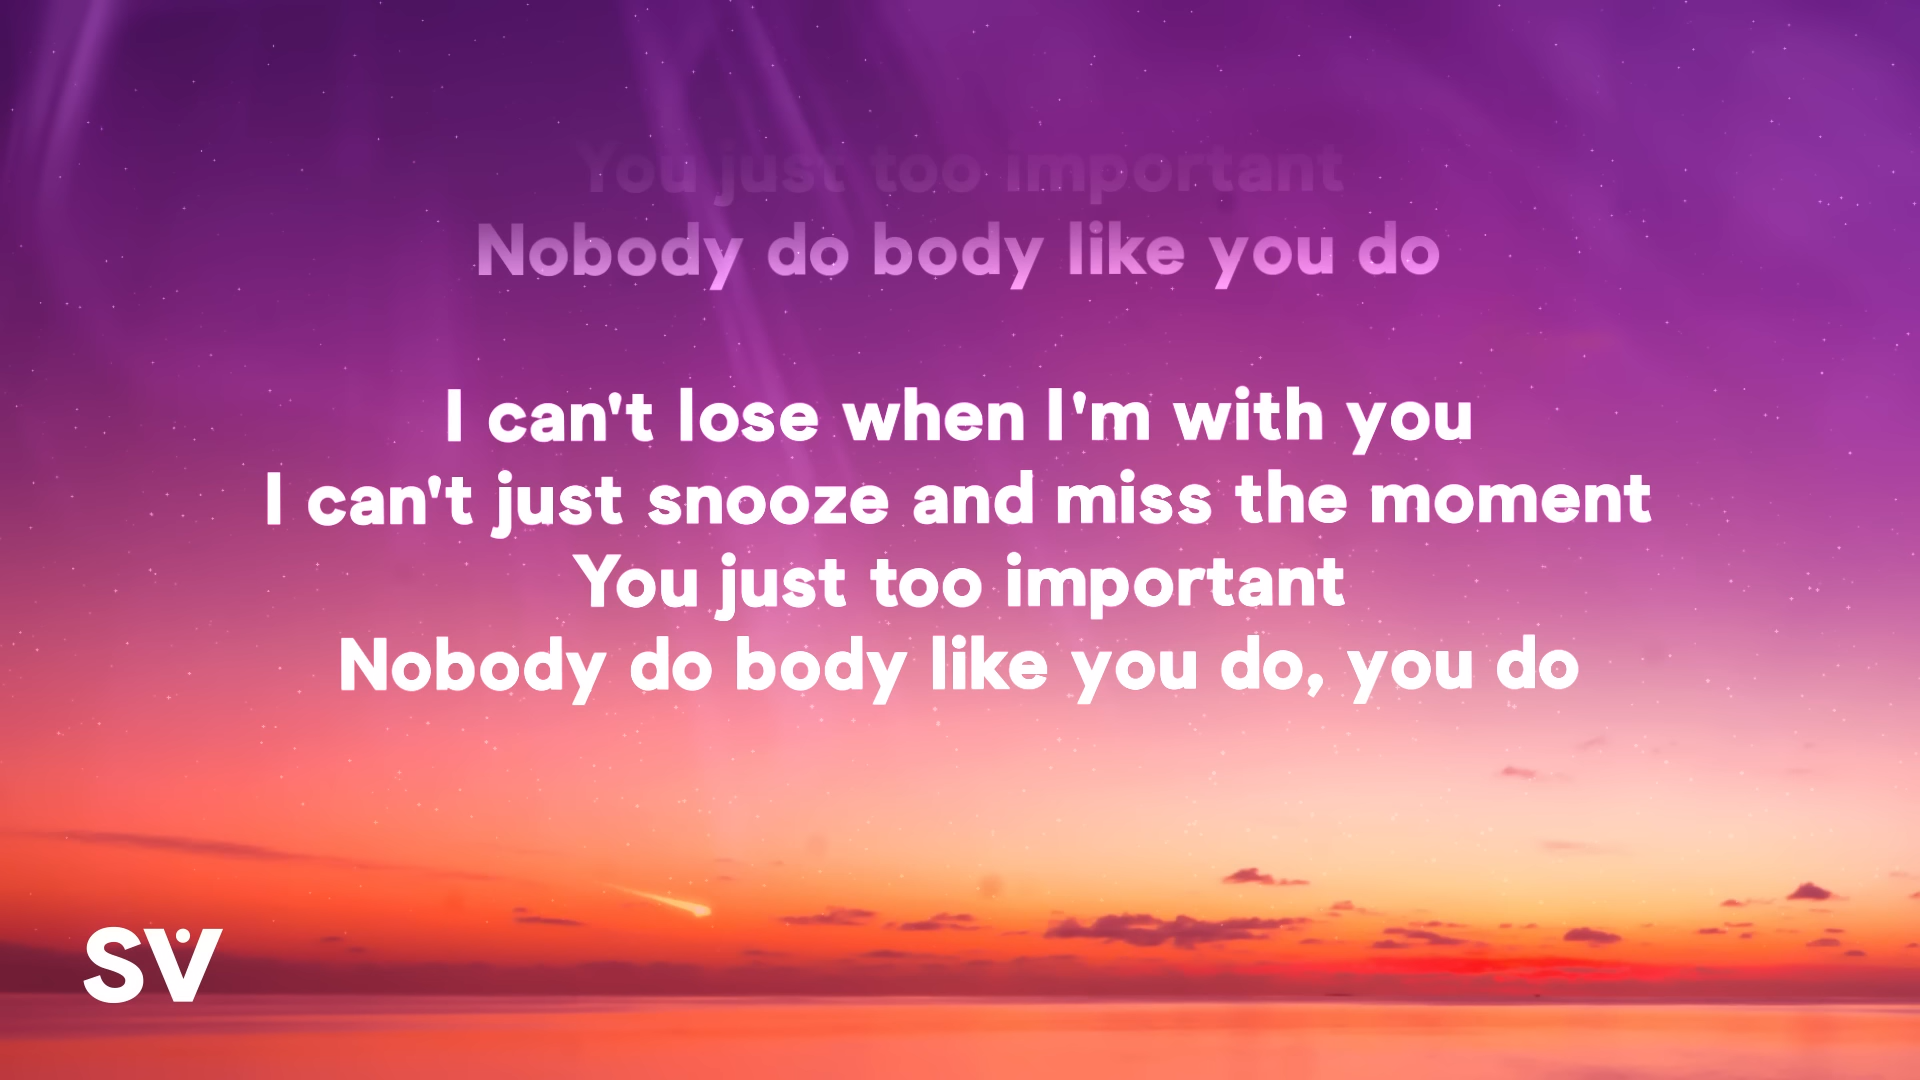 You just too important
Nobody do body like you do
I can't lose when I'm with you
I can't just snooze and miss the moment
You just too important
Nobody do body like you do, you do
SV